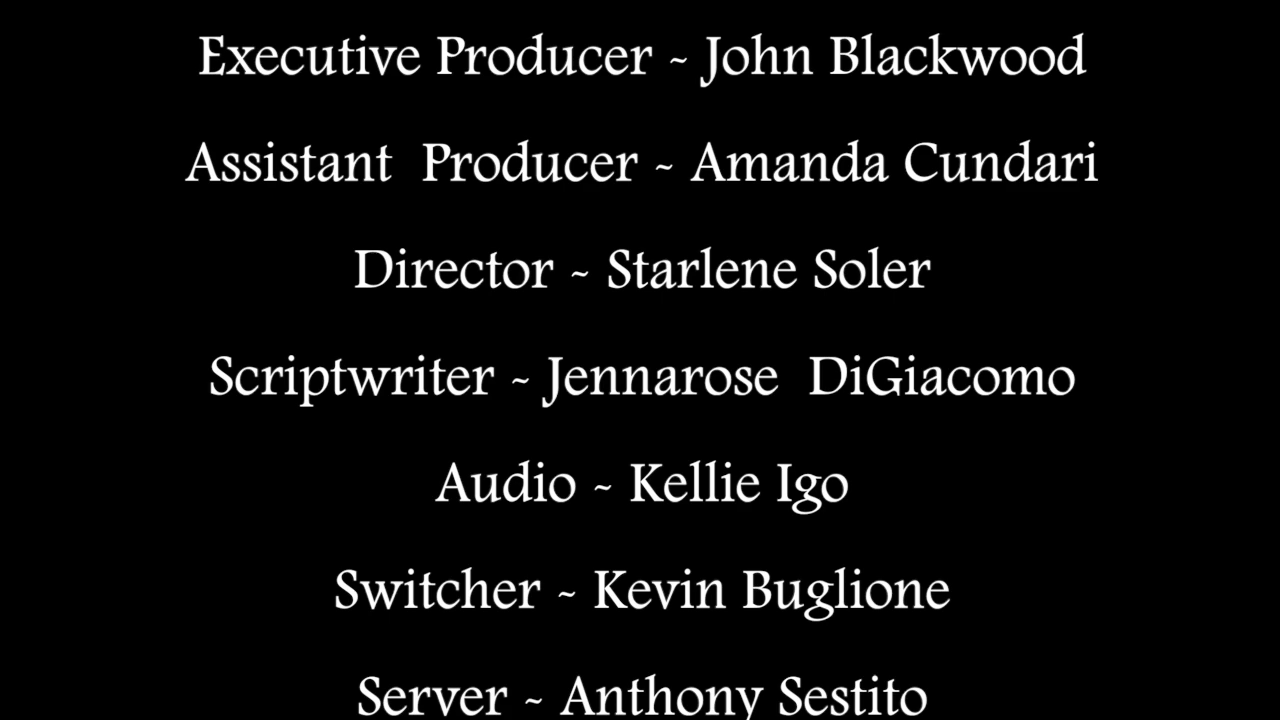 Executive Producer - John Blackwood
Assistant  Producer - Amanda Cundari
Director - Starlene Soler
Scriptwriter - Jennarose  DiGiacomo
Audio - Kellie Igo
Switcher - Kevin Buglione
Server - Anthony Sestito